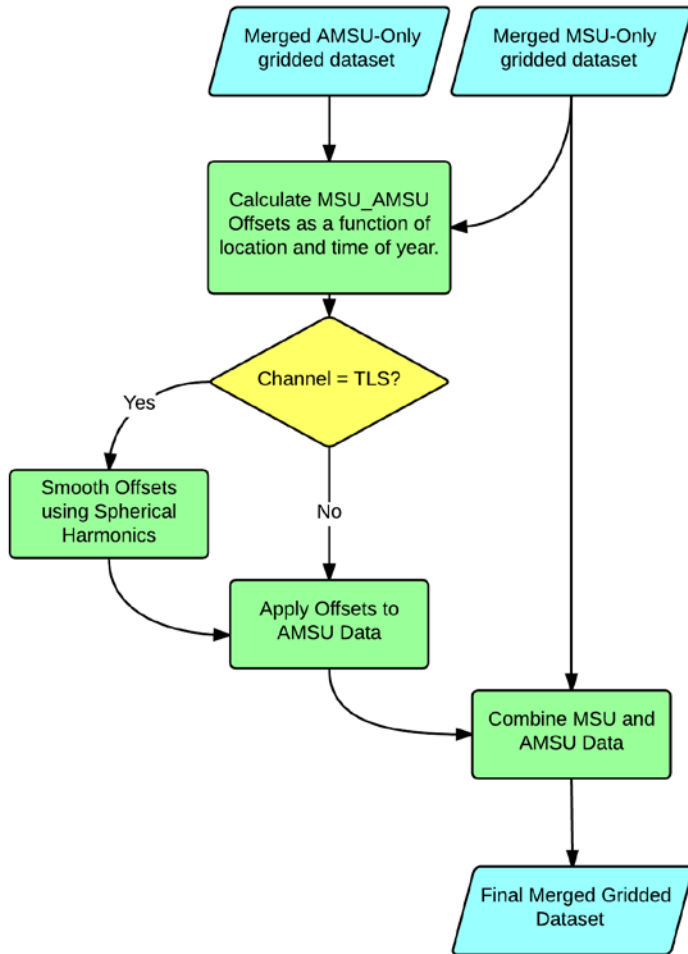 Merged AMSU-Only
gridded dataset
Merged MSU-Only
gridded dataset
Calculate MSU_AMSU
Offsets as a function of
location and time of year.
Channel = TLS?
Yes
No
Smooth Offsets
using Spherical
Harmonics
Apply Offsets to
AMSU Data
Combine MSU and
AMSU Data
Final Merged Gridded
Dataset